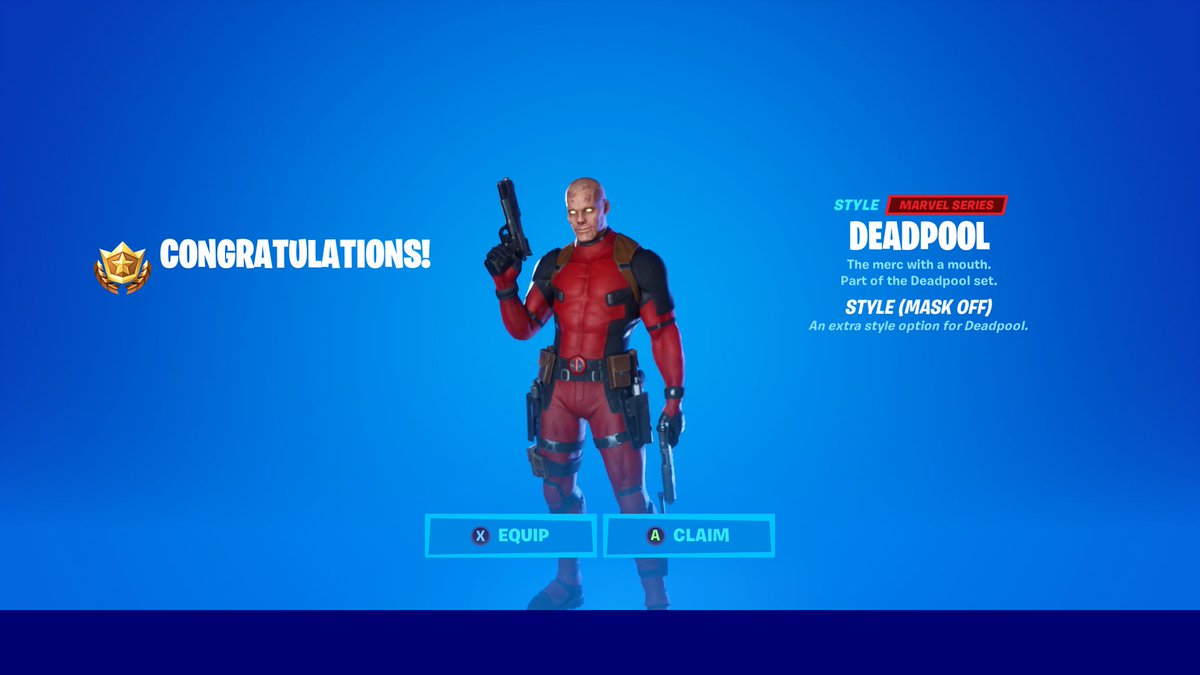 CONGRATULATIONS!
STYLE MARVEL SERIES
DEADPOOL
The merc with a mouth.
Part of the Deadpool set.
STYLE (MASK OFF)
An extra style option for Deadpool.
X EQUIP
A CLAIM